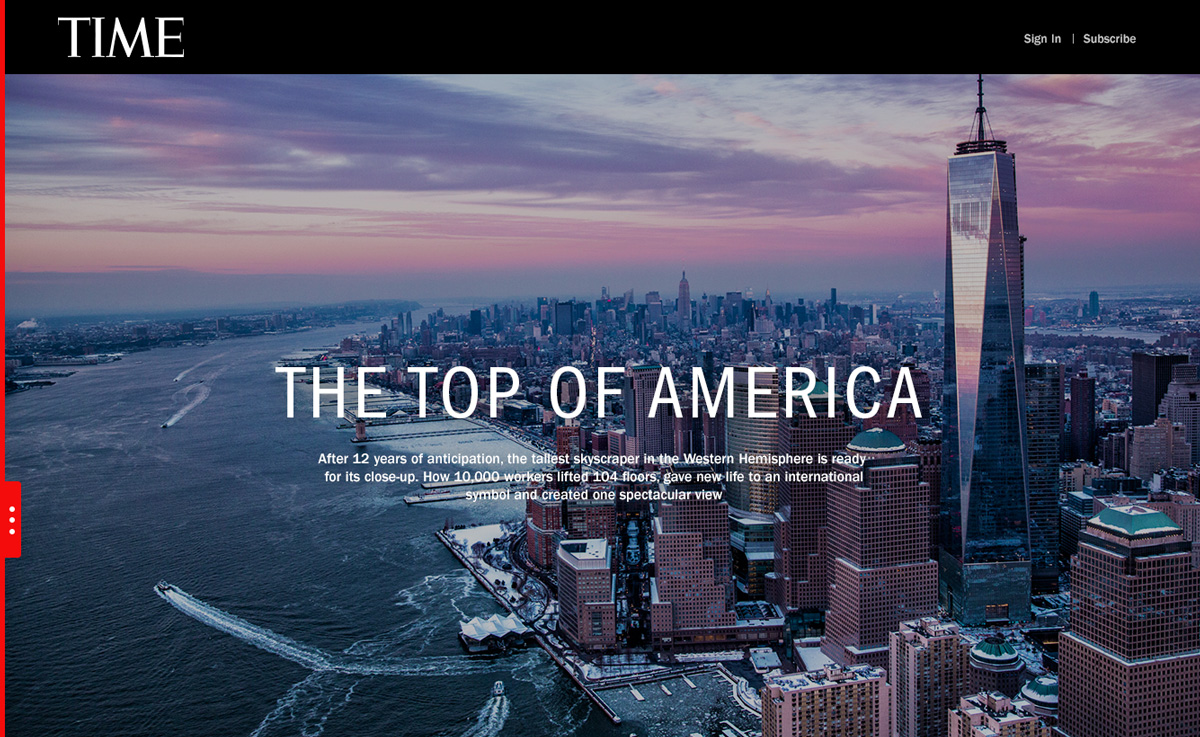 TIME
Sign In | Subscribe
THE TOP OF AMERICA
After 12 years of anticipation, the tallest skyscraper in the Western Hemisphere is ready
for its close-up. How 10,000 workers lifted 104 floors, gave new life to an international
symbol and created one spectacular view